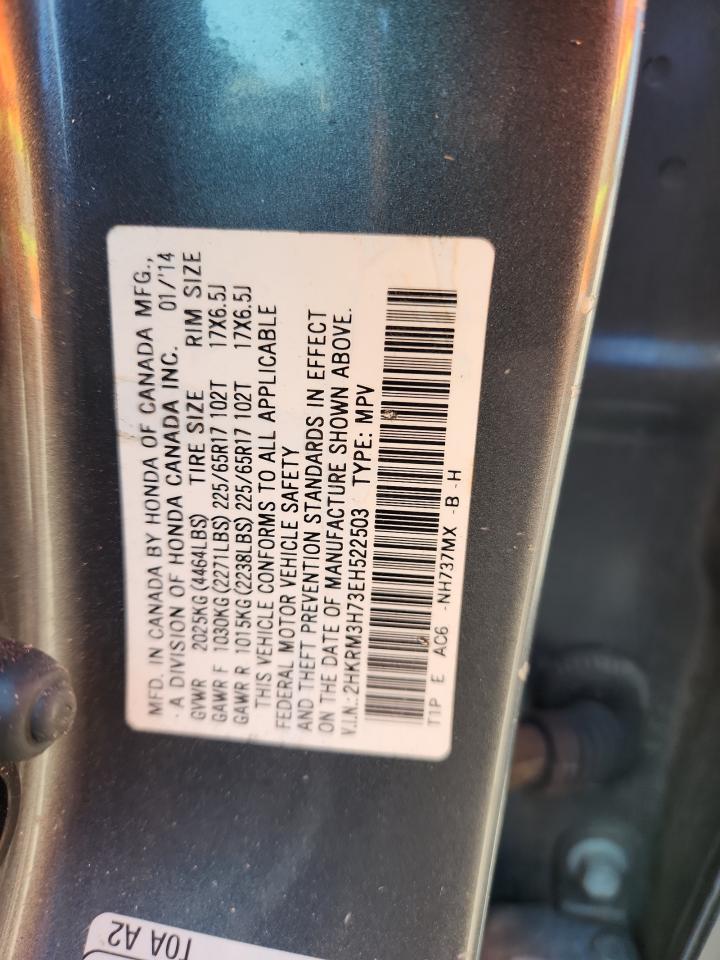 MFD. IN CANADA BY HONDA OF CANADA MFG.,
- A DIVISION OF HONDA CANADA INC. 01/'14
GVWR 2025KG (4464LBS) TIRE SIZE RIM SIZE
GAWR F 1030KG (2271LBS) 225/65R17 102T 17X6.5J
GAWR R 1015KG (2238LBS) 225/65R17 102T 17X6.5J
THIS VEHICLE CONFORMS TO ALL APPLICABLE
FEDERAL MOTOR VEHICLE SAFETY
AND THEFT PREVENTION STANDARDS IN EFFECT
ON THE DATE OF MANUFACTURE SHOWN ABOVE.
V.I.N.:2HKRM3H73EH522503 TYPE: MPV
T1P E AC6 -NH737MX -B -H
TOA A2